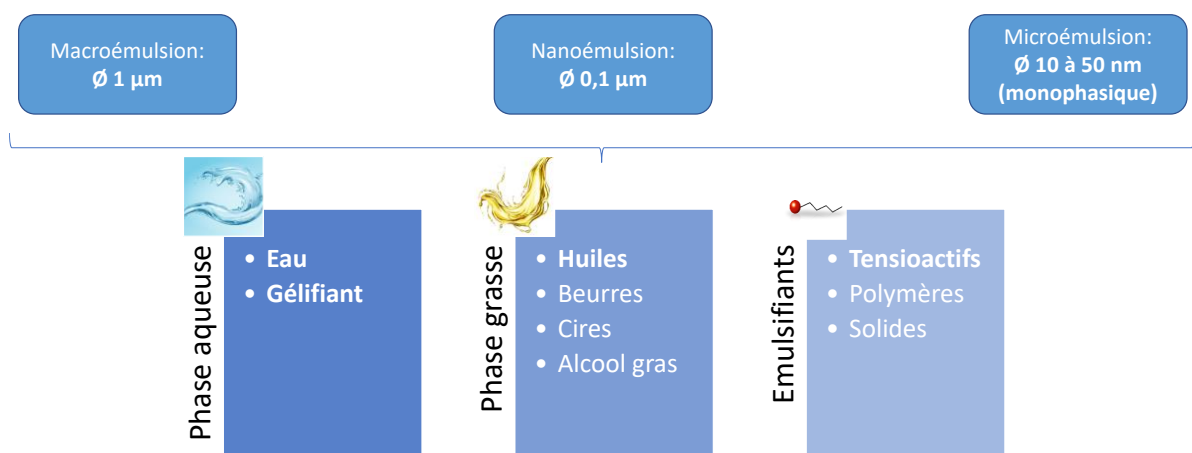 Macroémulsion:
Ø 1 µm
Nanoémulsion:
Ø 0,1 µm
Microémulsion:
Ø 10 à 50 nm
(monophasique)
Phase aqueuse
• Eau
• Gélifiant
Phase grasse
• Huiles
• Beurres
• Cires
• Alcool gras
Emulsifiants
• Tensioactifs
• Polymères
• Solides